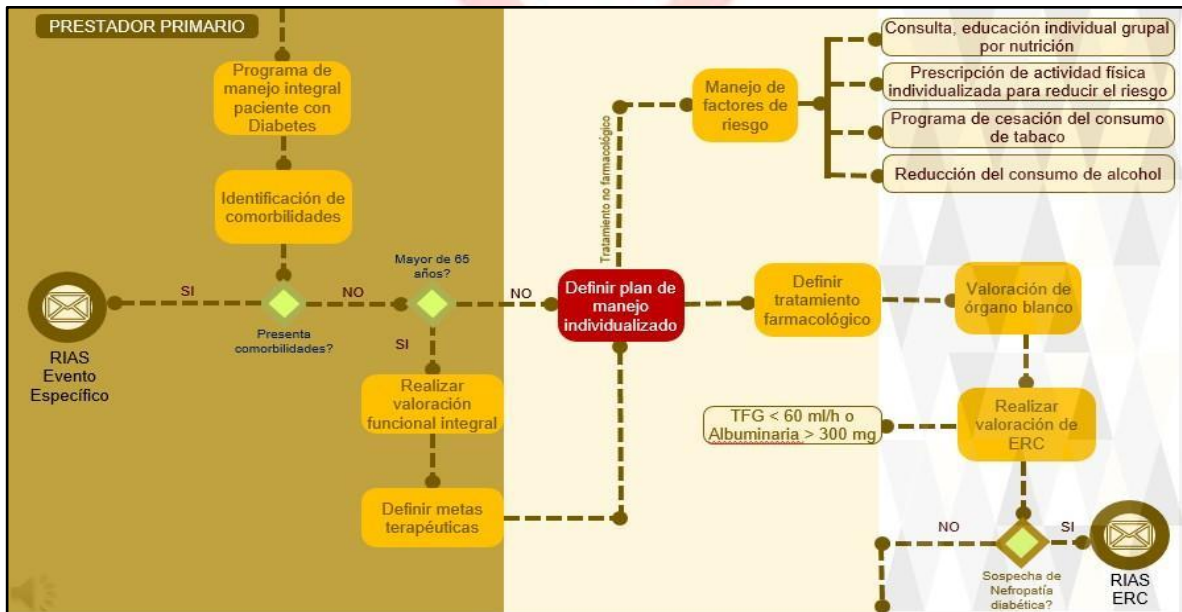 PRESTADOR PRIMARIO
Programa de
manejo integral
paciente con
Diabetes
Identificación de
comorbilidades
SI
Presenta
comorbilidades?
NO
RIAS
Evento
Específico
Mayor de 65
años?
NO
SI
Realizar
valoración
funcional integral
Definir metas
terapéuticas
Definir plan de
manejo
individualizado
Tratamiento no farmacológico
Manejo de
factores de
riesgo
Consulta, educación individual grupal
por nutrición
Prescripción de actividad física
individualizada para reducir el riesgo
Programa de cesación del consumo
de tabaco
Reducción del consumo de alcohol
Definir
tratamiento
farmacológico
Valoración de
órgano blanco
Realizar
valoración de
ERC
TFG < 60 ml/h o
Albuminaria > 300 mg
NO
SI
Sospecha de
Nefropatía
diabética?
RIAS
ERC